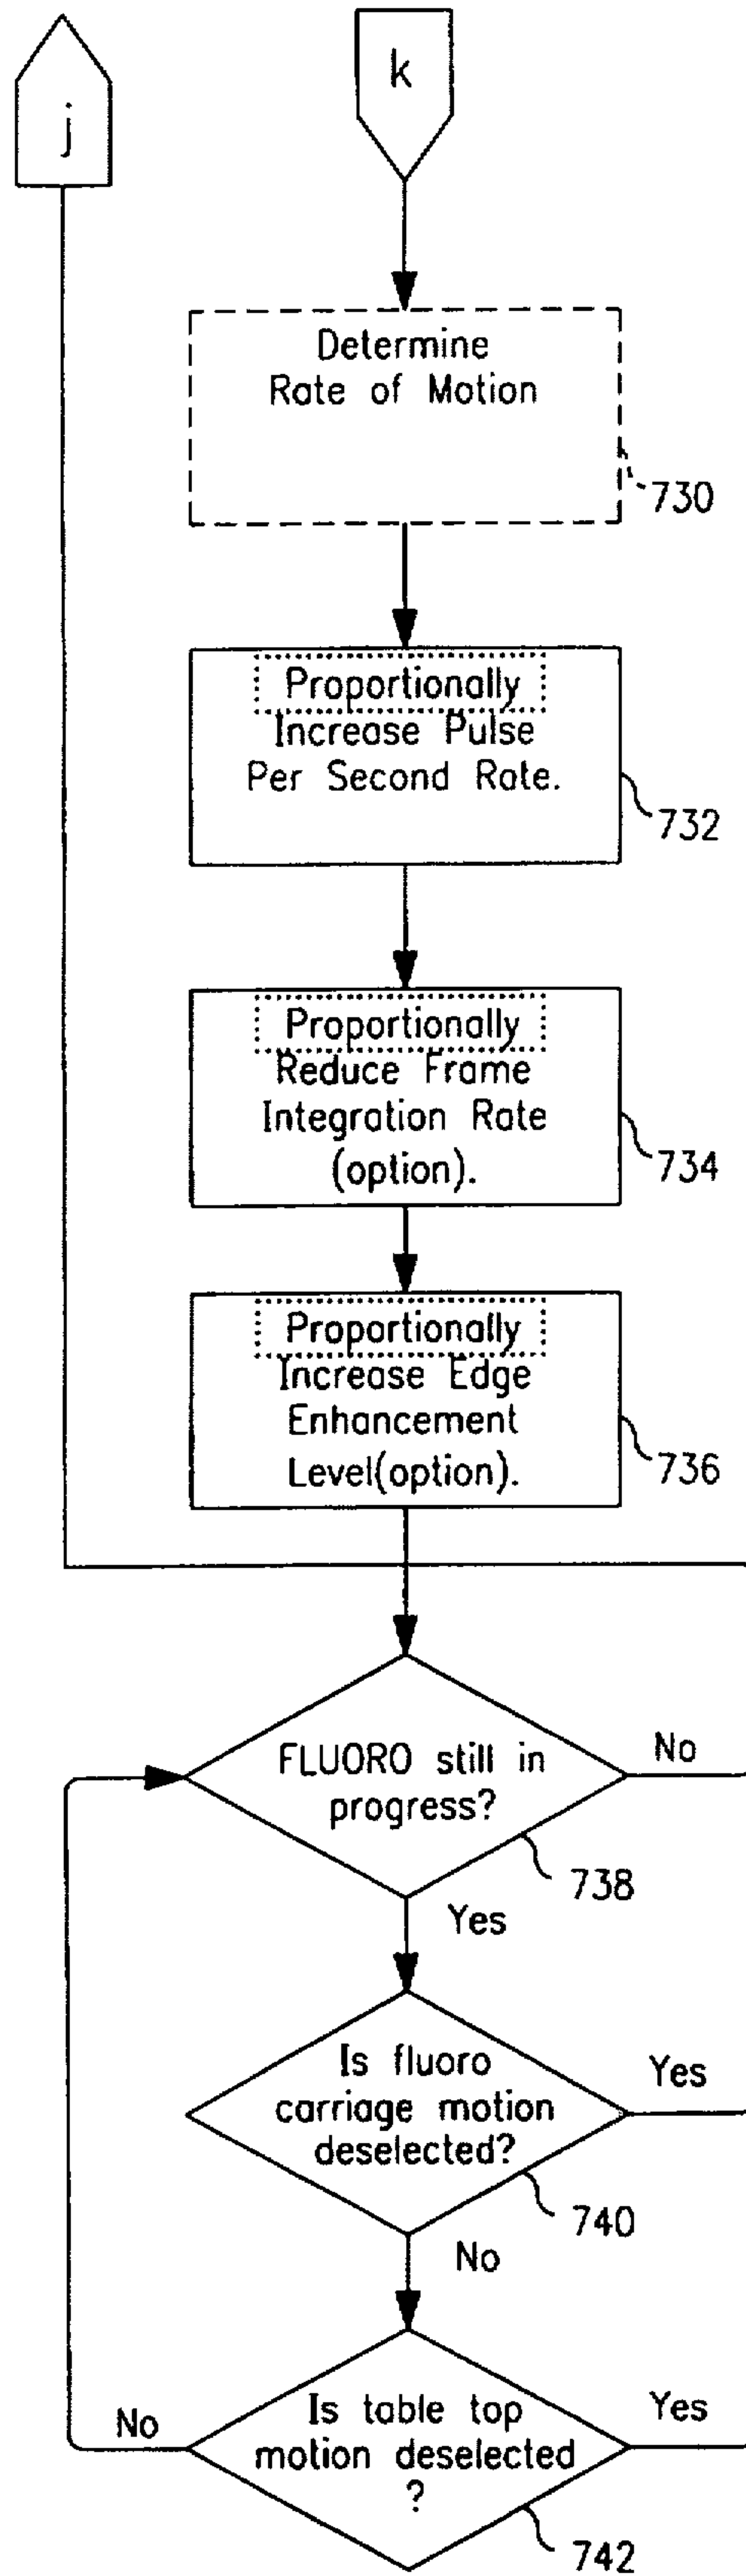 j
k
Determine
Rate of Motion
730
Proportionally
Increase Pulse
Per Second Rate.
732
Proportionally
Reduce Frame
Integration Rate
(option).
734
Proportionally
Increase Edge
Enhancement
Level(option).
736
FLUORO still in
progress?
No
738
Yes
Is fluoro
carriage motion
deselected?
Yes
740
No
Is table top
motion deselected
?
No
Yes
742